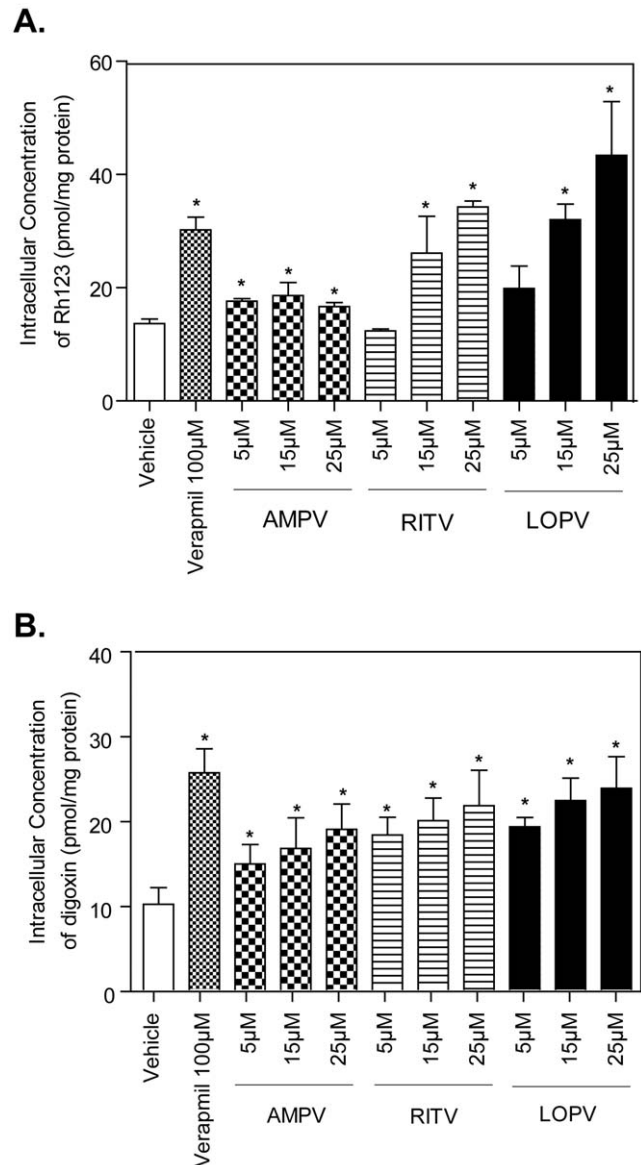 A.
Intracellular Concentration
of Rh123 (pmol/mg protein)
60
40
20
0
* * * * * * * * *
Vehicle
Verapmil 100µM
5µM
15µM
25µM
5µM
15µM
25µM
5µM
15µM
25µM
AMPV
RITV
LOPV
B.
Intracellular Concentration
of digoxin (pmol/mg protein)
40
30
20
10
0
* * * * * * * * * *
Vehicle
Verapmil 100µM
5µM
15µM
25µM
5µM
15µM
25µM
5µM
15µM
25µM
AMPV
RITV
LOPV